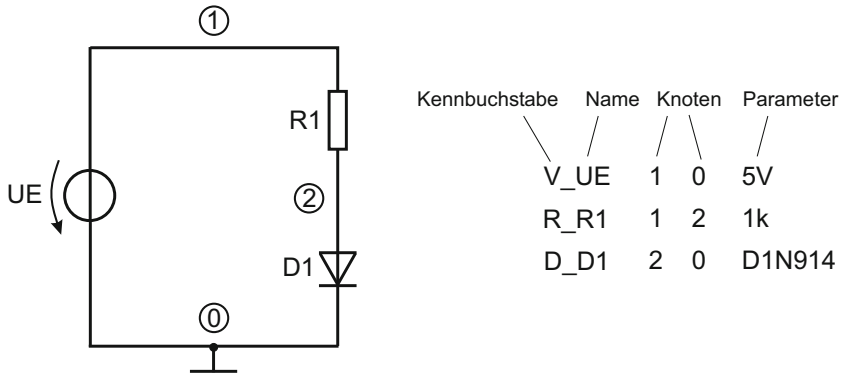 ①
R1
UE
②
D1
⓪
Kennbuchstabe Name Knoten Parameter
V_UE 1 0 5V
R_R1 1 2 1k
D_D1 2 0 D1N914